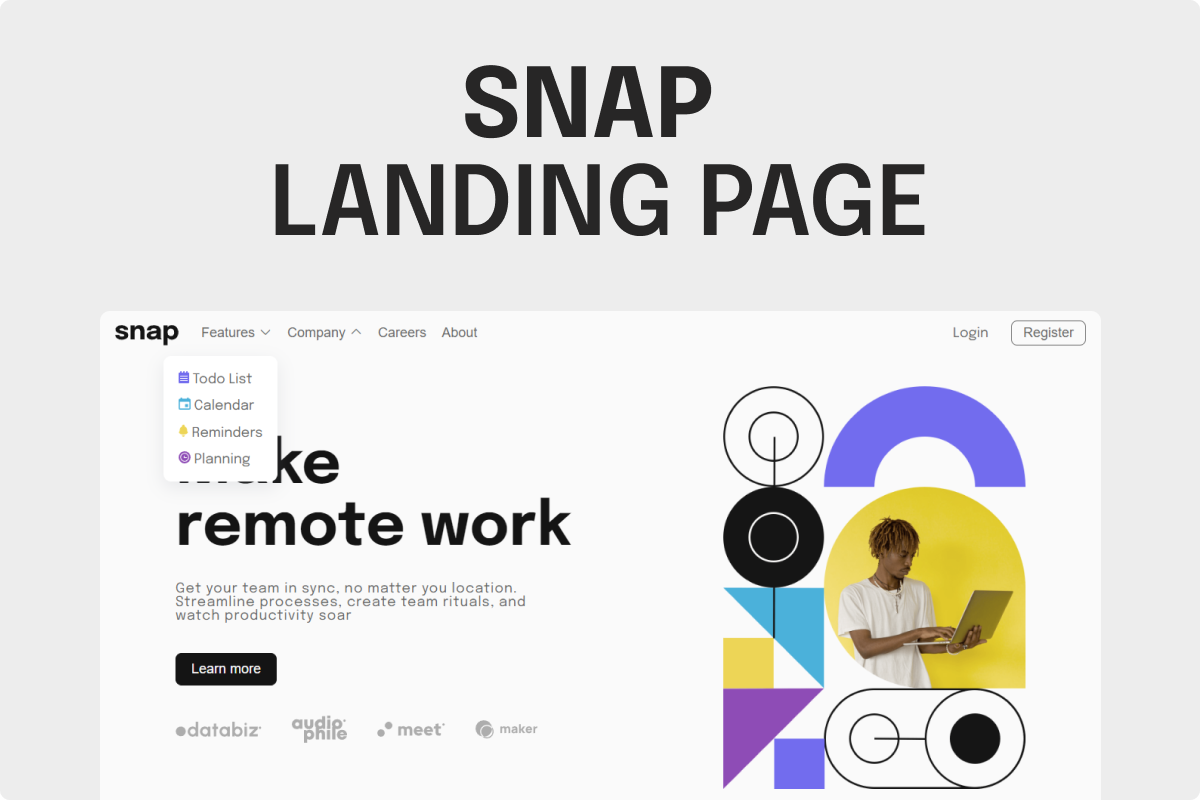 SNAP
LANDING PAGE
snap Features Company Careers About Login Register
Todo List
Calendar
Reminders
Planning
remote work
Get your team in sync, no matter you location.
Streamline processes, create team rituals, and
watch productivity soar
Learn more
databiz audiophile meet maker